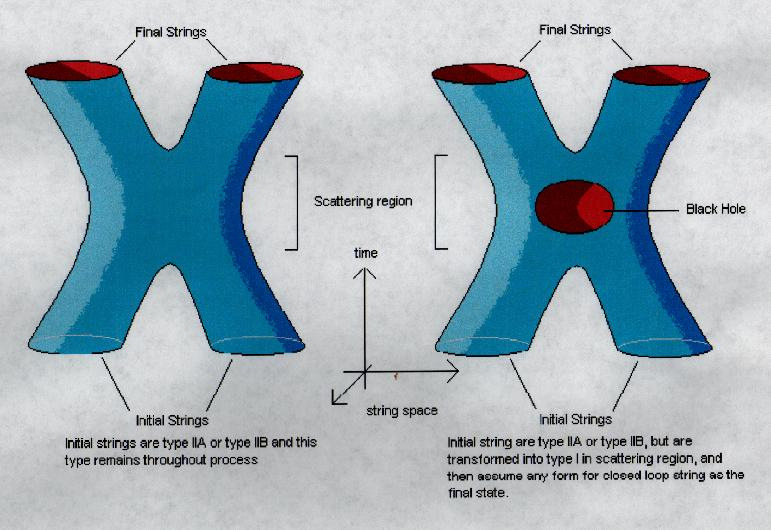 Final Strings
Final Strings
Scattering region
Black Hole
time
string space
Initial Strings
Initial Strings
Initial strings are type IIA or type IIB and this
type remains throughout process
Initial string are type IIA or type IIB, but are
transformed into type I in scattering region, and
then assume any form for closed loop string as the
final state.